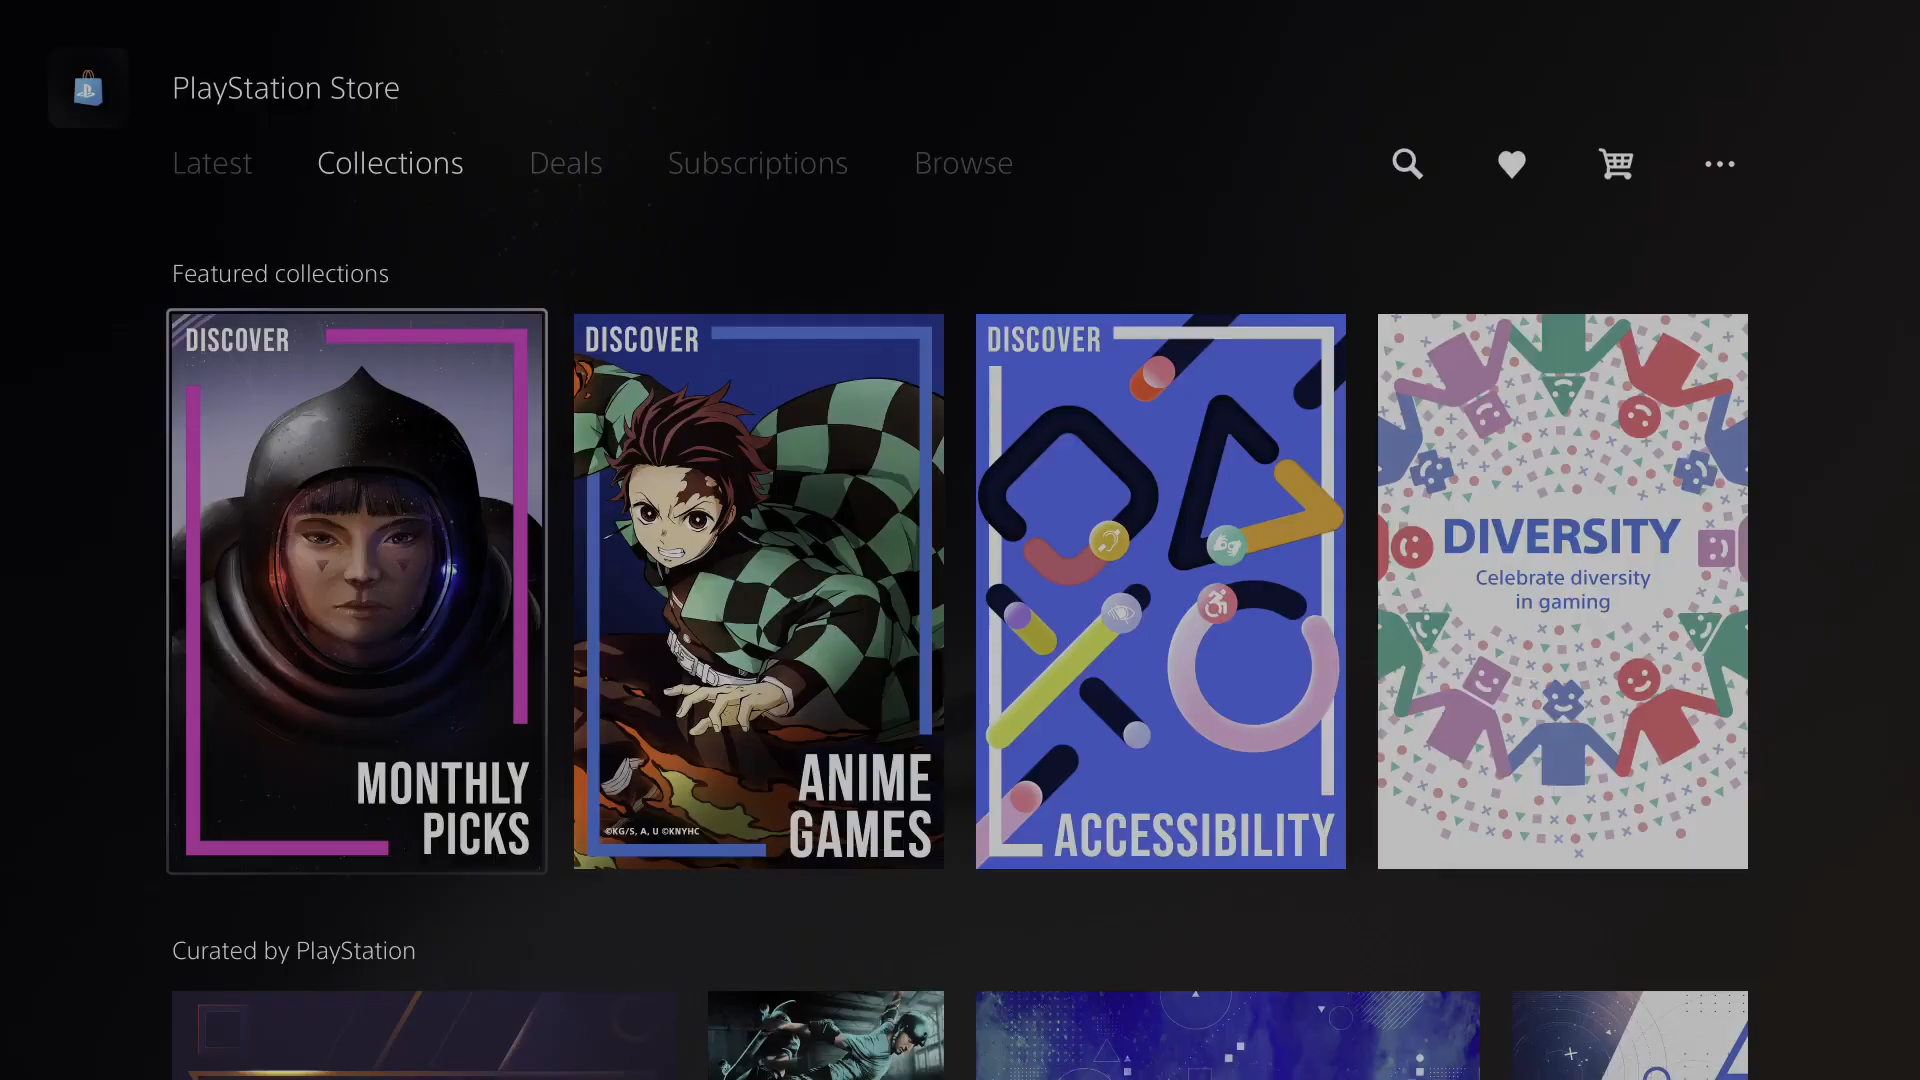 PlayStation Store
Latest
Collections
Deals
Subscriptions
Browse
Featured collections
DISCOVER
MONTHLY
PICKS
DISCOVER
©KG/S, A, U ©KNYHC
ANIME
GAMES
DISCOVER
ACCESSIBILITY
DIVERSITY
Celebrate diversity
in gaming
Curated by PlayStation